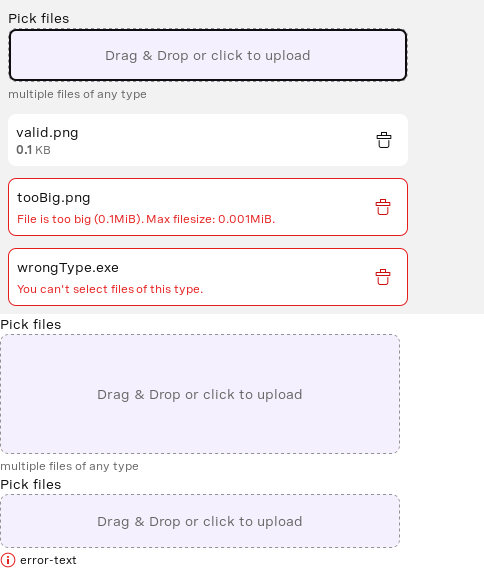 Pick files
Drag & Drop or click to upload
multiple files of any type
valid.png
0.1 KB
tooBig.png
File is too big (0.1MiB). Max filesize: 0.001MiB.
wrongType.exe
You can't select files of this type.
Pick files
Drag & Drop or click to upload
multiple files of any type
Pick files
Drag & Drop or click to upload
error-text